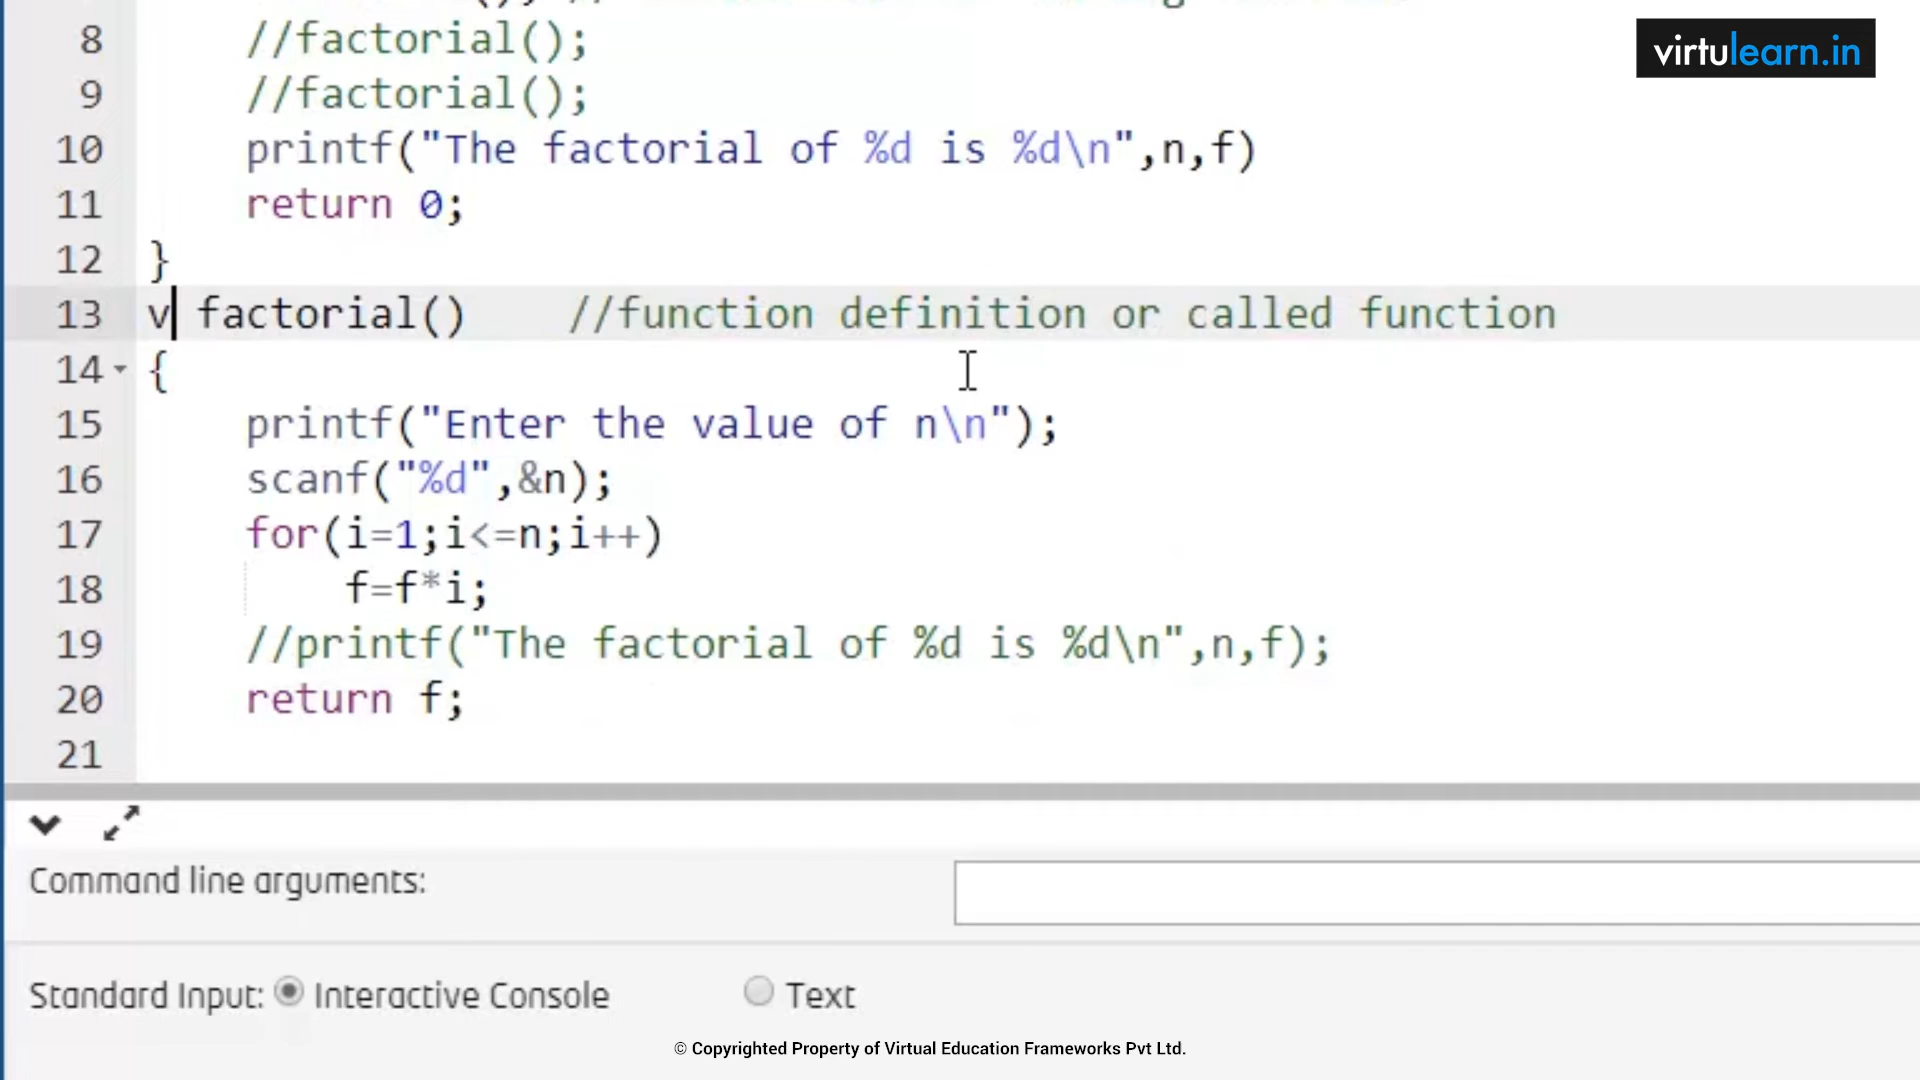 8 //factorial();
virtulearn.in
9 //factorial();
10 printf("The factorial of %d is %d\n",n,f)
11 return 0;
12 }
13 v factorial() //function definition or called function
14 {
15 printf("Enter the value of n\n");
16 scanf("%d",&n);
17 for(i=1;i<=n;i++)
18 f=f*i;
19 //printf("The factorial of %d is %d\n",n,f);
20 return f;
21
Command line arguments:
Standard Input: Interactive Console Text
© Copyrighted Property of Virtual Education Frameworks Pvt Ltd.